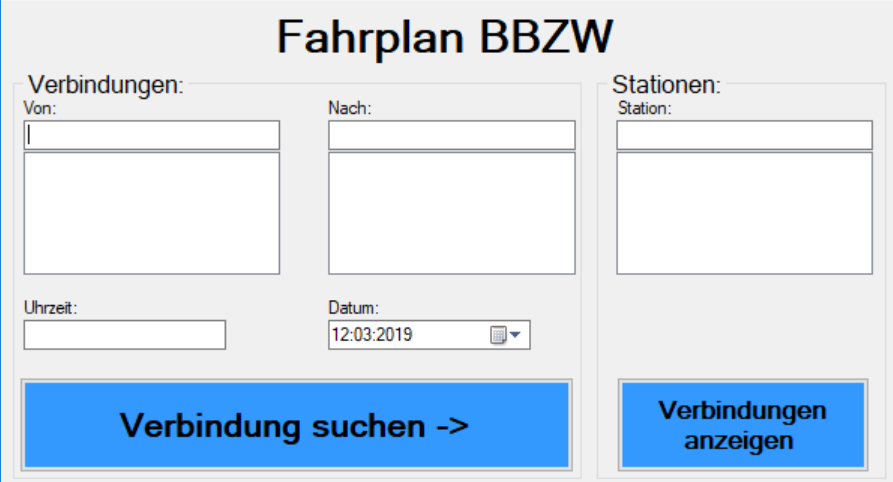 Fahrplan BBZW
Verbindungen:
Von:
Nach:
Uhrzeit:
Datum:
12:03:2019
Verbindung suchen ->
Stationen:
Station:
Verbindungen
anzeigen